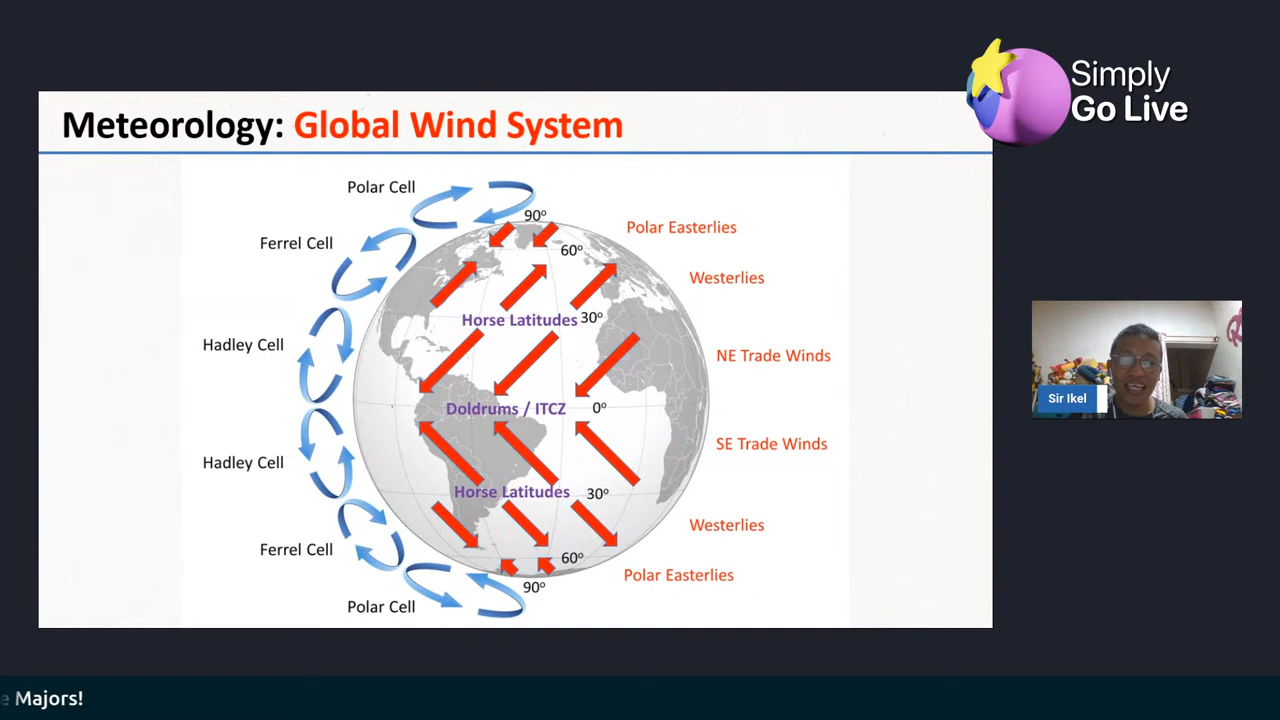 Simply
Go Live
Meteorology: Global Wind System
Polar Cell
90º
Polar Easterlies
Ferrel Cell
60º
Westerlies
Horse Latitudes
30º
Hadley Cell
NE Trade Winds
Doldrums / ITCZ
0º
Sir Ikel
SE Trade Winds
Hadley Cell
Horse Latitudes
30º
Westerlies
Ferrel Cell
60º
Polar Easterlies
90º
Polar Cell
e Majors!